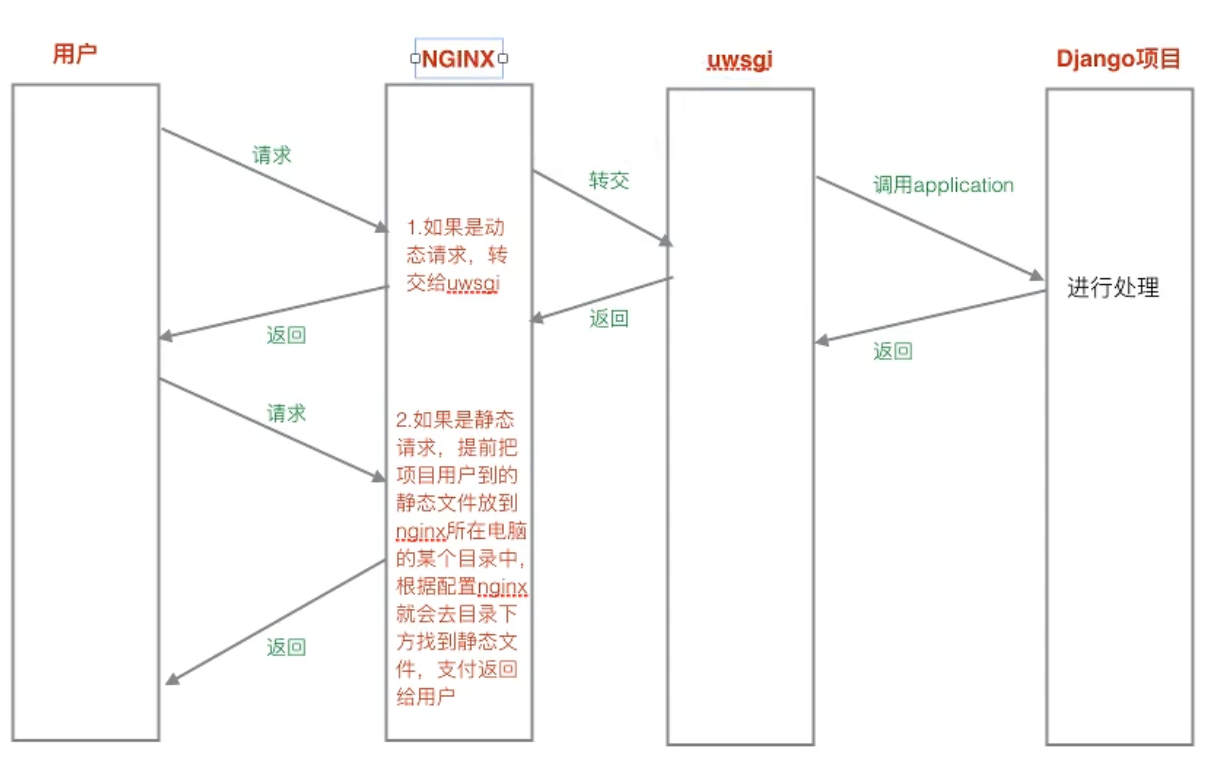 用户
NGINX
uwsgi
Django项目
请求
转交
调用application
1.如果是动
态请求，转
交给uwsgi
进行处理
返回
返回
返回
请求
2.如果是静态
请求，提前把
项目用户到的
静态文件放到
nginx所在电脑
的某个目录中，
根据配置nginx
就会去目录下
方找到静态文
件，支付返回
给用户
返回